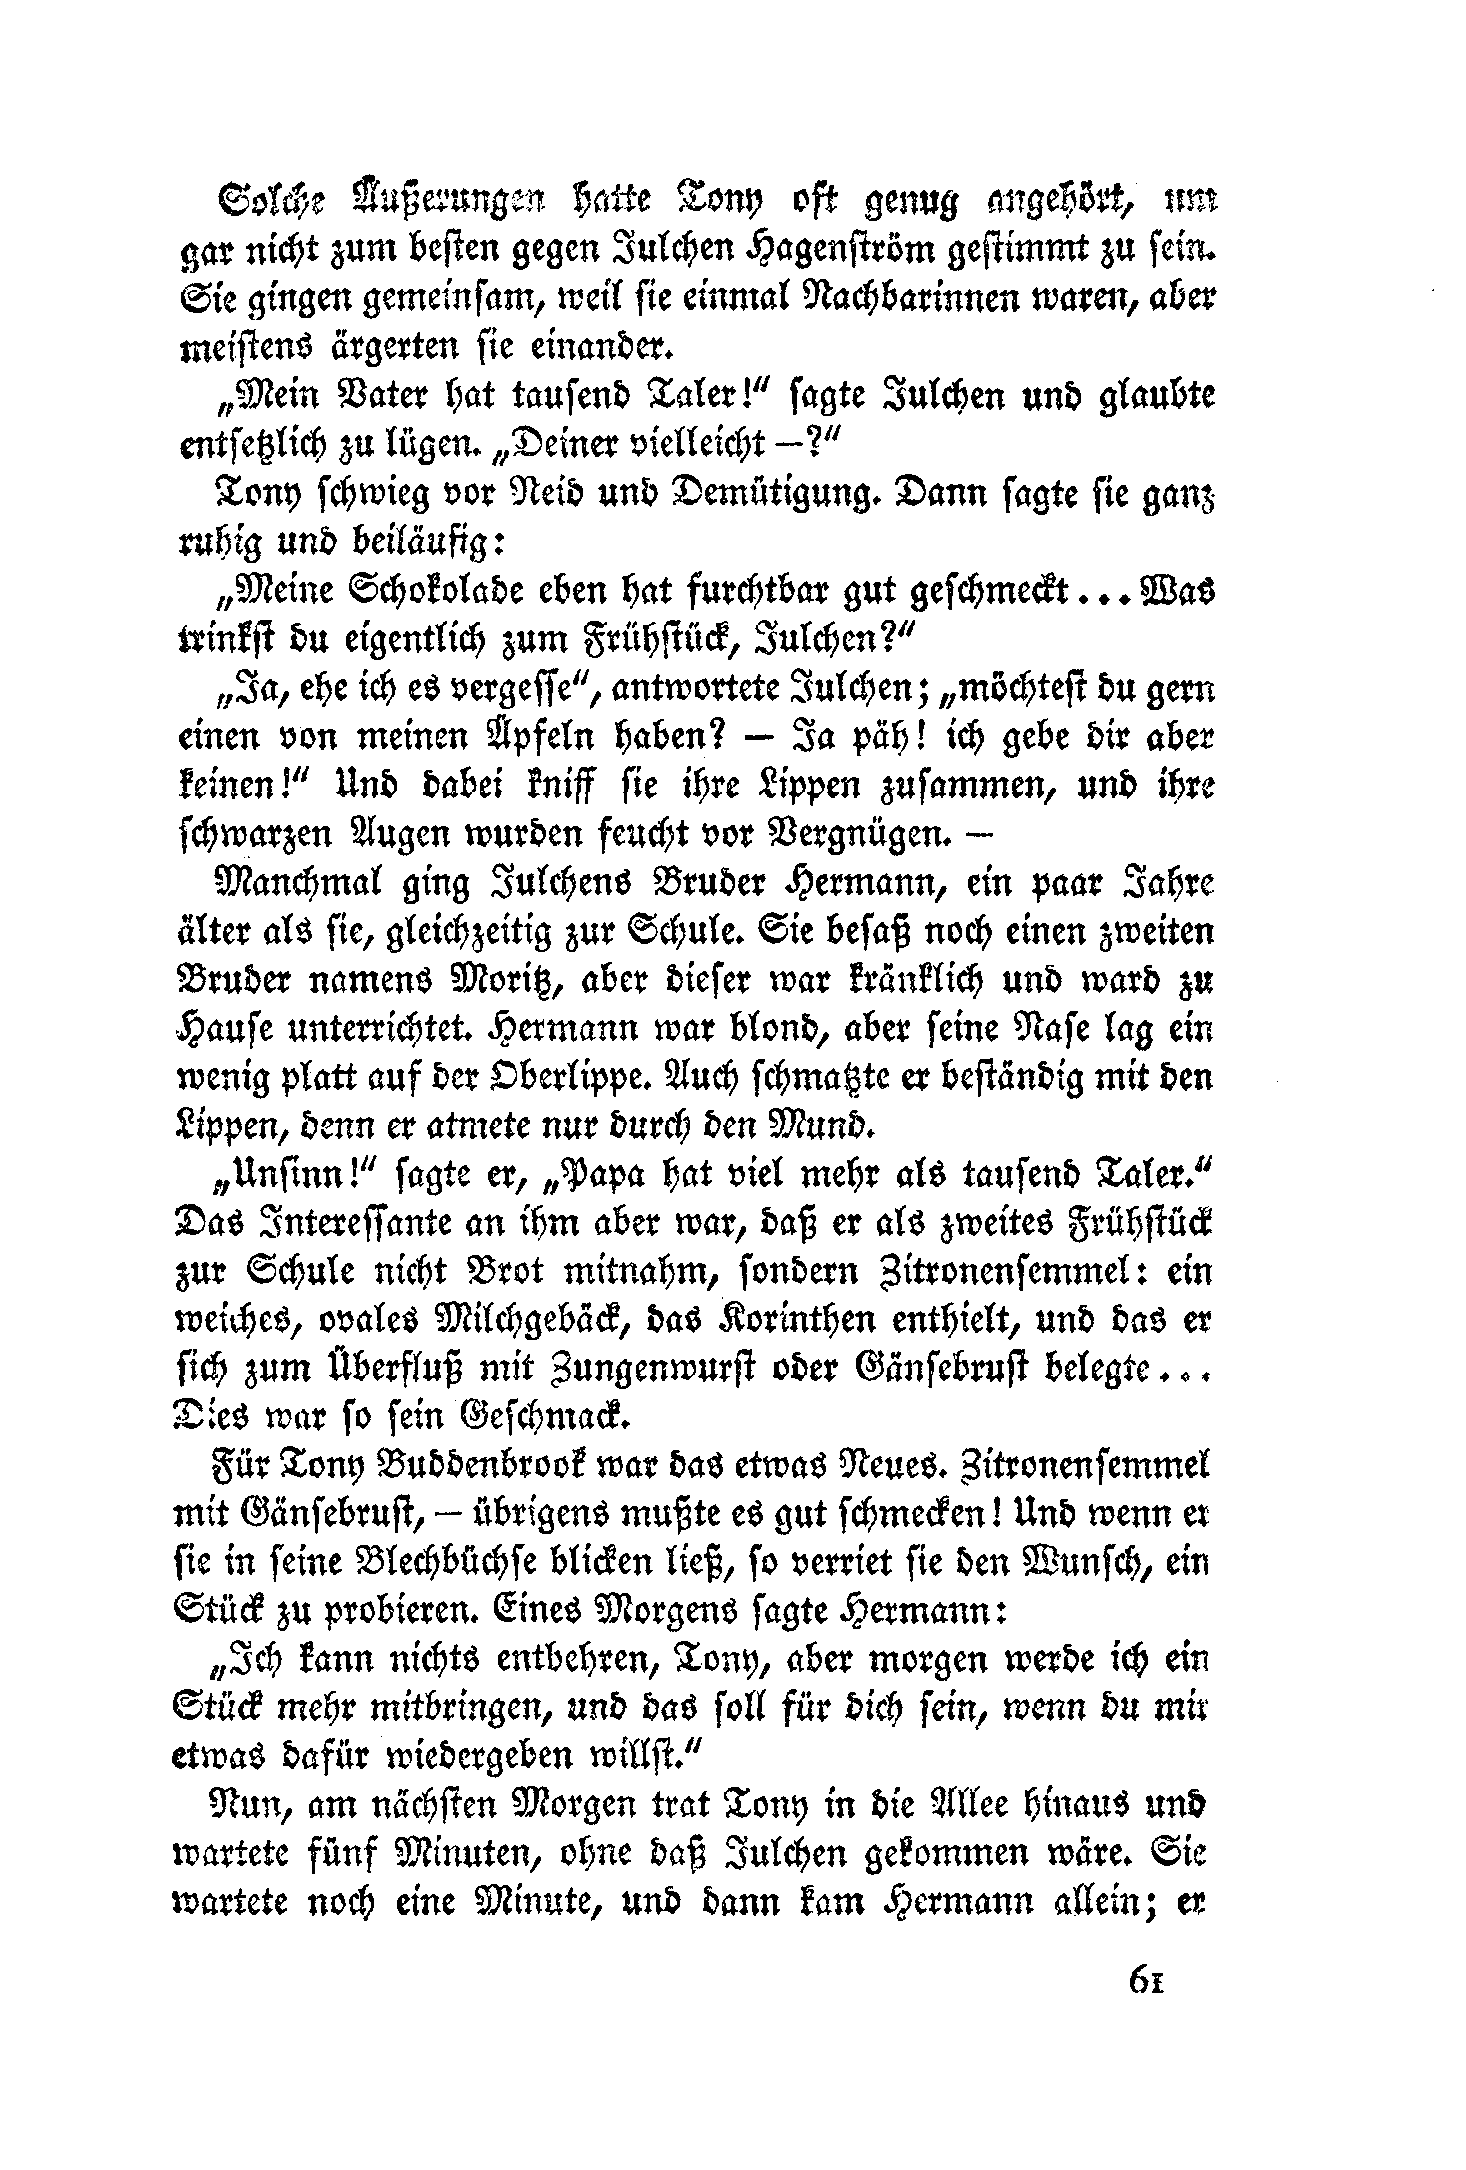 Solche Äußerungen hatte Tony oft genug angehört, um
gar nicht zum besten gegen Julchen Hagenström gestimmt zu sein.
Sie gingen gemeinsam, weil sie einmal Nachbarinnen waren, aber
meistens ärgerten sie einander.
„Mein Vater hat tausend Taler!“ sagte Julchen und glaubte
entsetzlich zu lügen. „Deiner vielleicht —?“
Tony schwieg vor Neid und Demütigung. Dann sagte sie ganz
ruhig und beiläufig:
„Meine Schokolade eben hat furchtbar gut geschmeckt... Was
trinkst du eigentlich zum Frühstück, Julchen?“
„Ja, ehe ich es vergesse“, antwortete Julchen; „möchtest du gern
einen von meinen Äpfeln haben? — Ja päh! ich gebe dir aber
keinen!“ Und dabei kniff sie ihre Lippen zusammen, und ihre
schwarzen Augen wurden feucht vor Vergnügen. —
Manchmal ging Julchens Bruder Hermann, ein paar Jahre
älter als sie, gleichzeitig zur Schule. Sie besaß noch einen zweiten
Bruder namens Moritz, aber dieser war kränklich und ward zu
Hause unterrichtet. Hermann war blond, aber seine Nase lag ein
wenig platt auf der Oberlippe. Auch schmatzte er beständig mit den
Lippen, denn er atmete nur durch den Mund.
„Unsinn!“ sagte er, „Papa hat viel mehr als tausend Taler.“
Das Interessante an ihm aber war, daß er als zweites Frühstück
zur Schule nicht Brot mitnahm, sondern Zitronensemmel: ein
weiches, ovales Milchgebäck, das Korinthen enthielt, und das er
sich zum Überfluß mit Zungenwurst oder Gänsebrust belegte...
Dies war so sein Geschmack.
Für Tony Buddenbrook war das etwas Neues. Zitronensemmel
mit Gänsebrust, — übrigens mußte es gut schmecken! Und wenn er
sie in seine Blechbüchse blicken ließ, so verriet sie den Wunsch, ein
Stück zu probieren. Eines Morgens sagte Hermann:
„Ich kann nichts entbehren, Tony, aber morgen werde ich ein
Stück mehr mitbringen, und das soll für dich sein, wenn du mir
etwas dafür wiedergeben willst.“
Nun, am nächsten Morgen trat Tony in die Allee hinaus und
wartete fünf Minuten, ohne daß Julchen gekommen wäre. Sie
wartete noch eine Minute, und dann kam Hermann allein; er
61